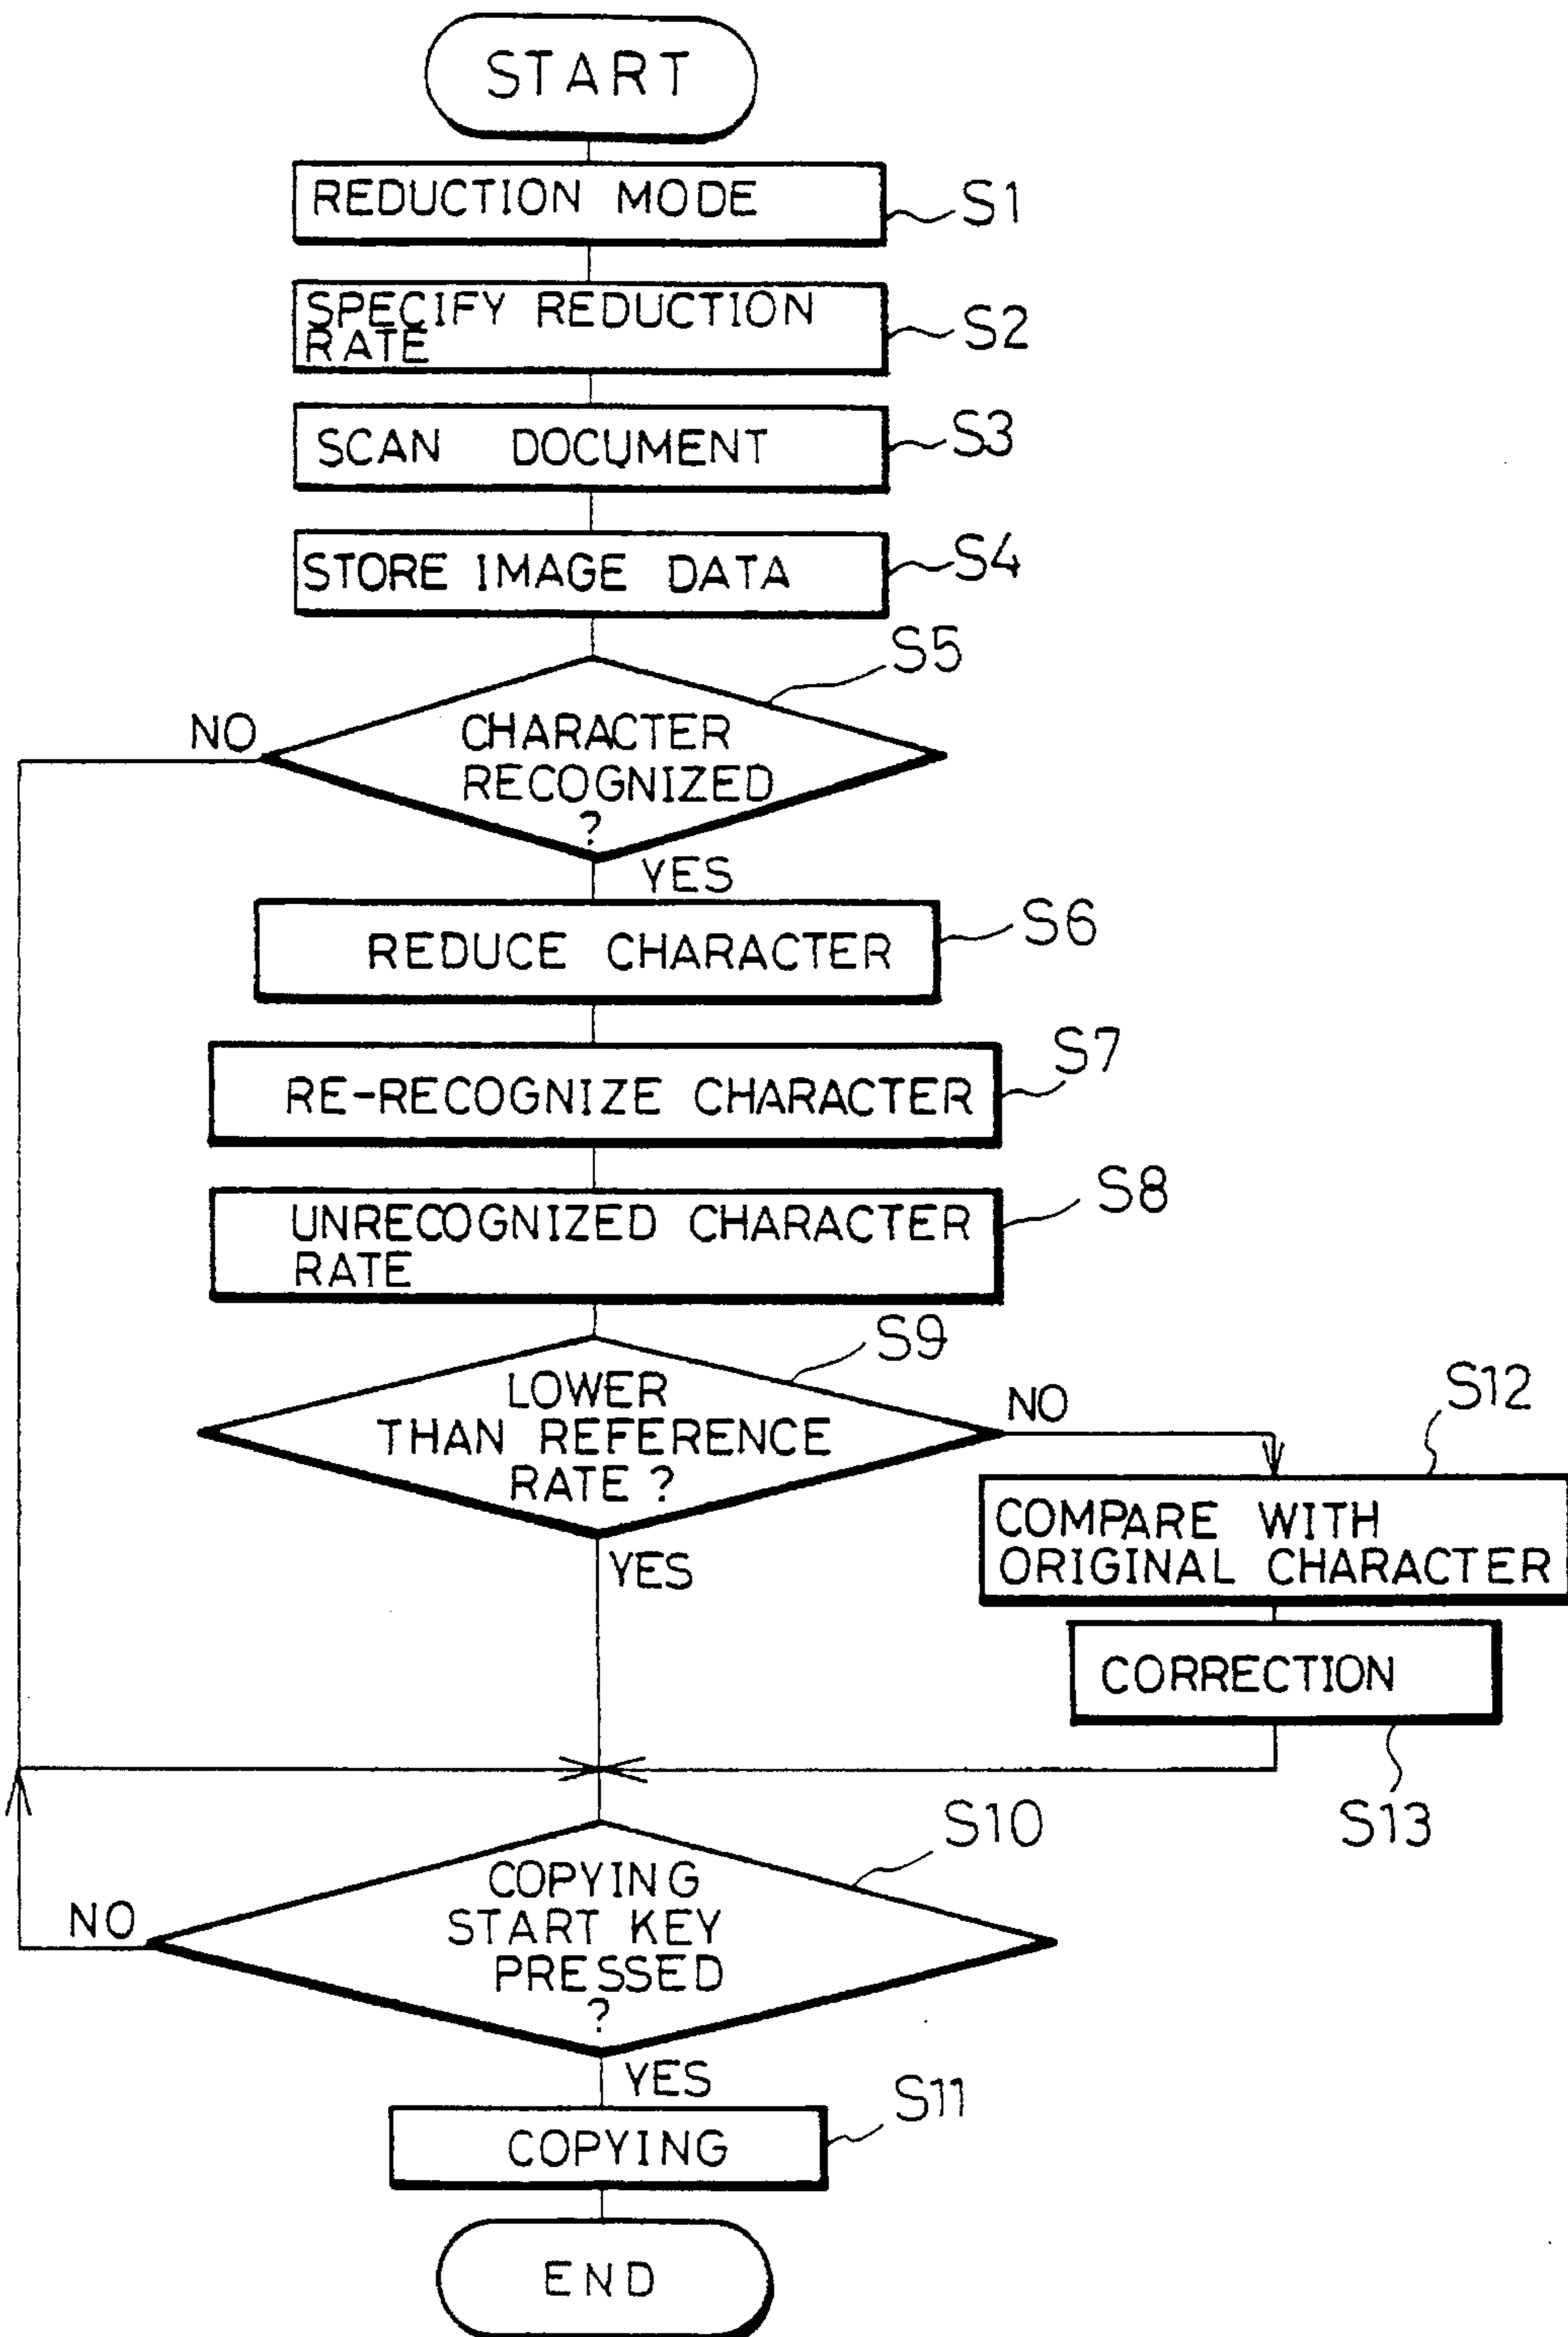 START
REDUCTION MODE
S1
SPECIFY REDUCTION
RATE
S2
SCAN DOCUMENT
S3
STORE IMAGE DATA
S4
S5
NO
CHARACTER
RECOGNIZED
?
YES
REDUCE CHARACTER
S6
RE-RECOGNIZE CHARACTER
S7
UNRECOGNIZED CHARACTER
RATE
S8
S9
LOWER
THAN REFERENCE
RATE ?
NO
YES
S12
COMPARE WITH
ORIGINAL CHARACTER
CORRECTION
S13
S10
COPYING
START KEY
PRESSED
?
NO
YES
COPYING
S11
END